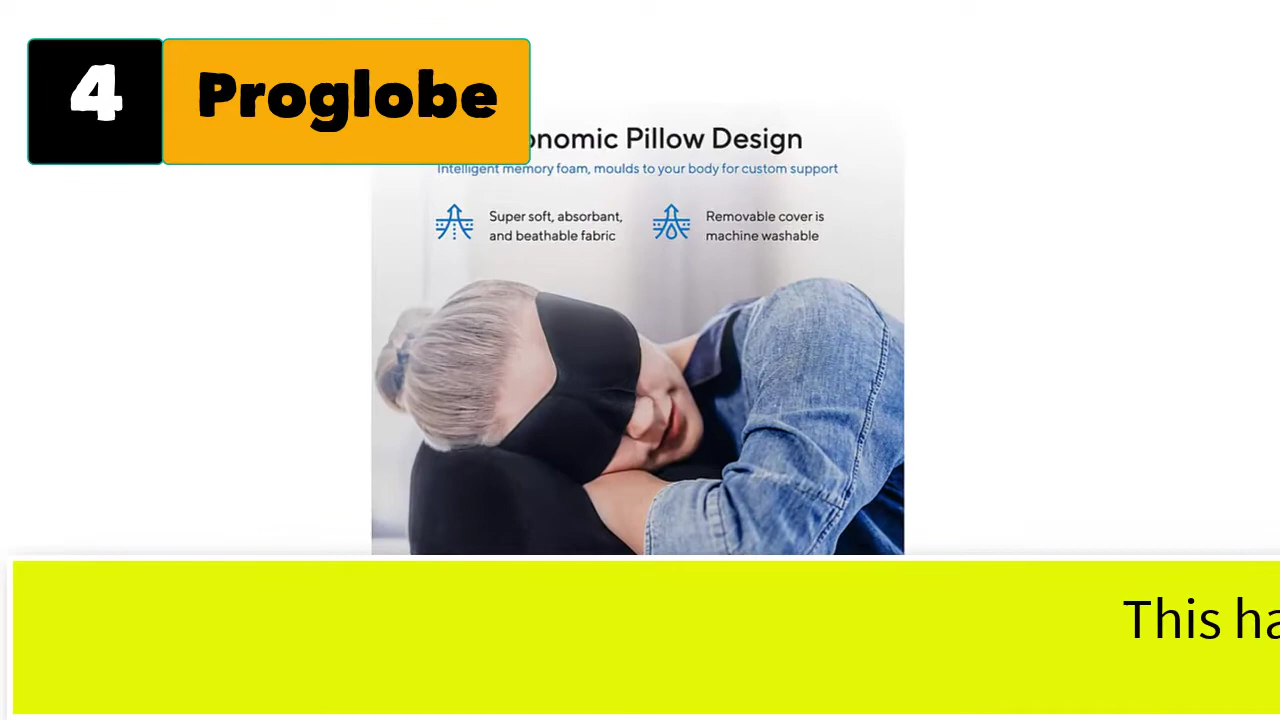 4 Proglobe
onomic Pillow Design
Intelligent memory foam, moulds to your body for custom support
Super soft, absorbant,
and beathable fabric
Removable cover is
machine washable
This ha